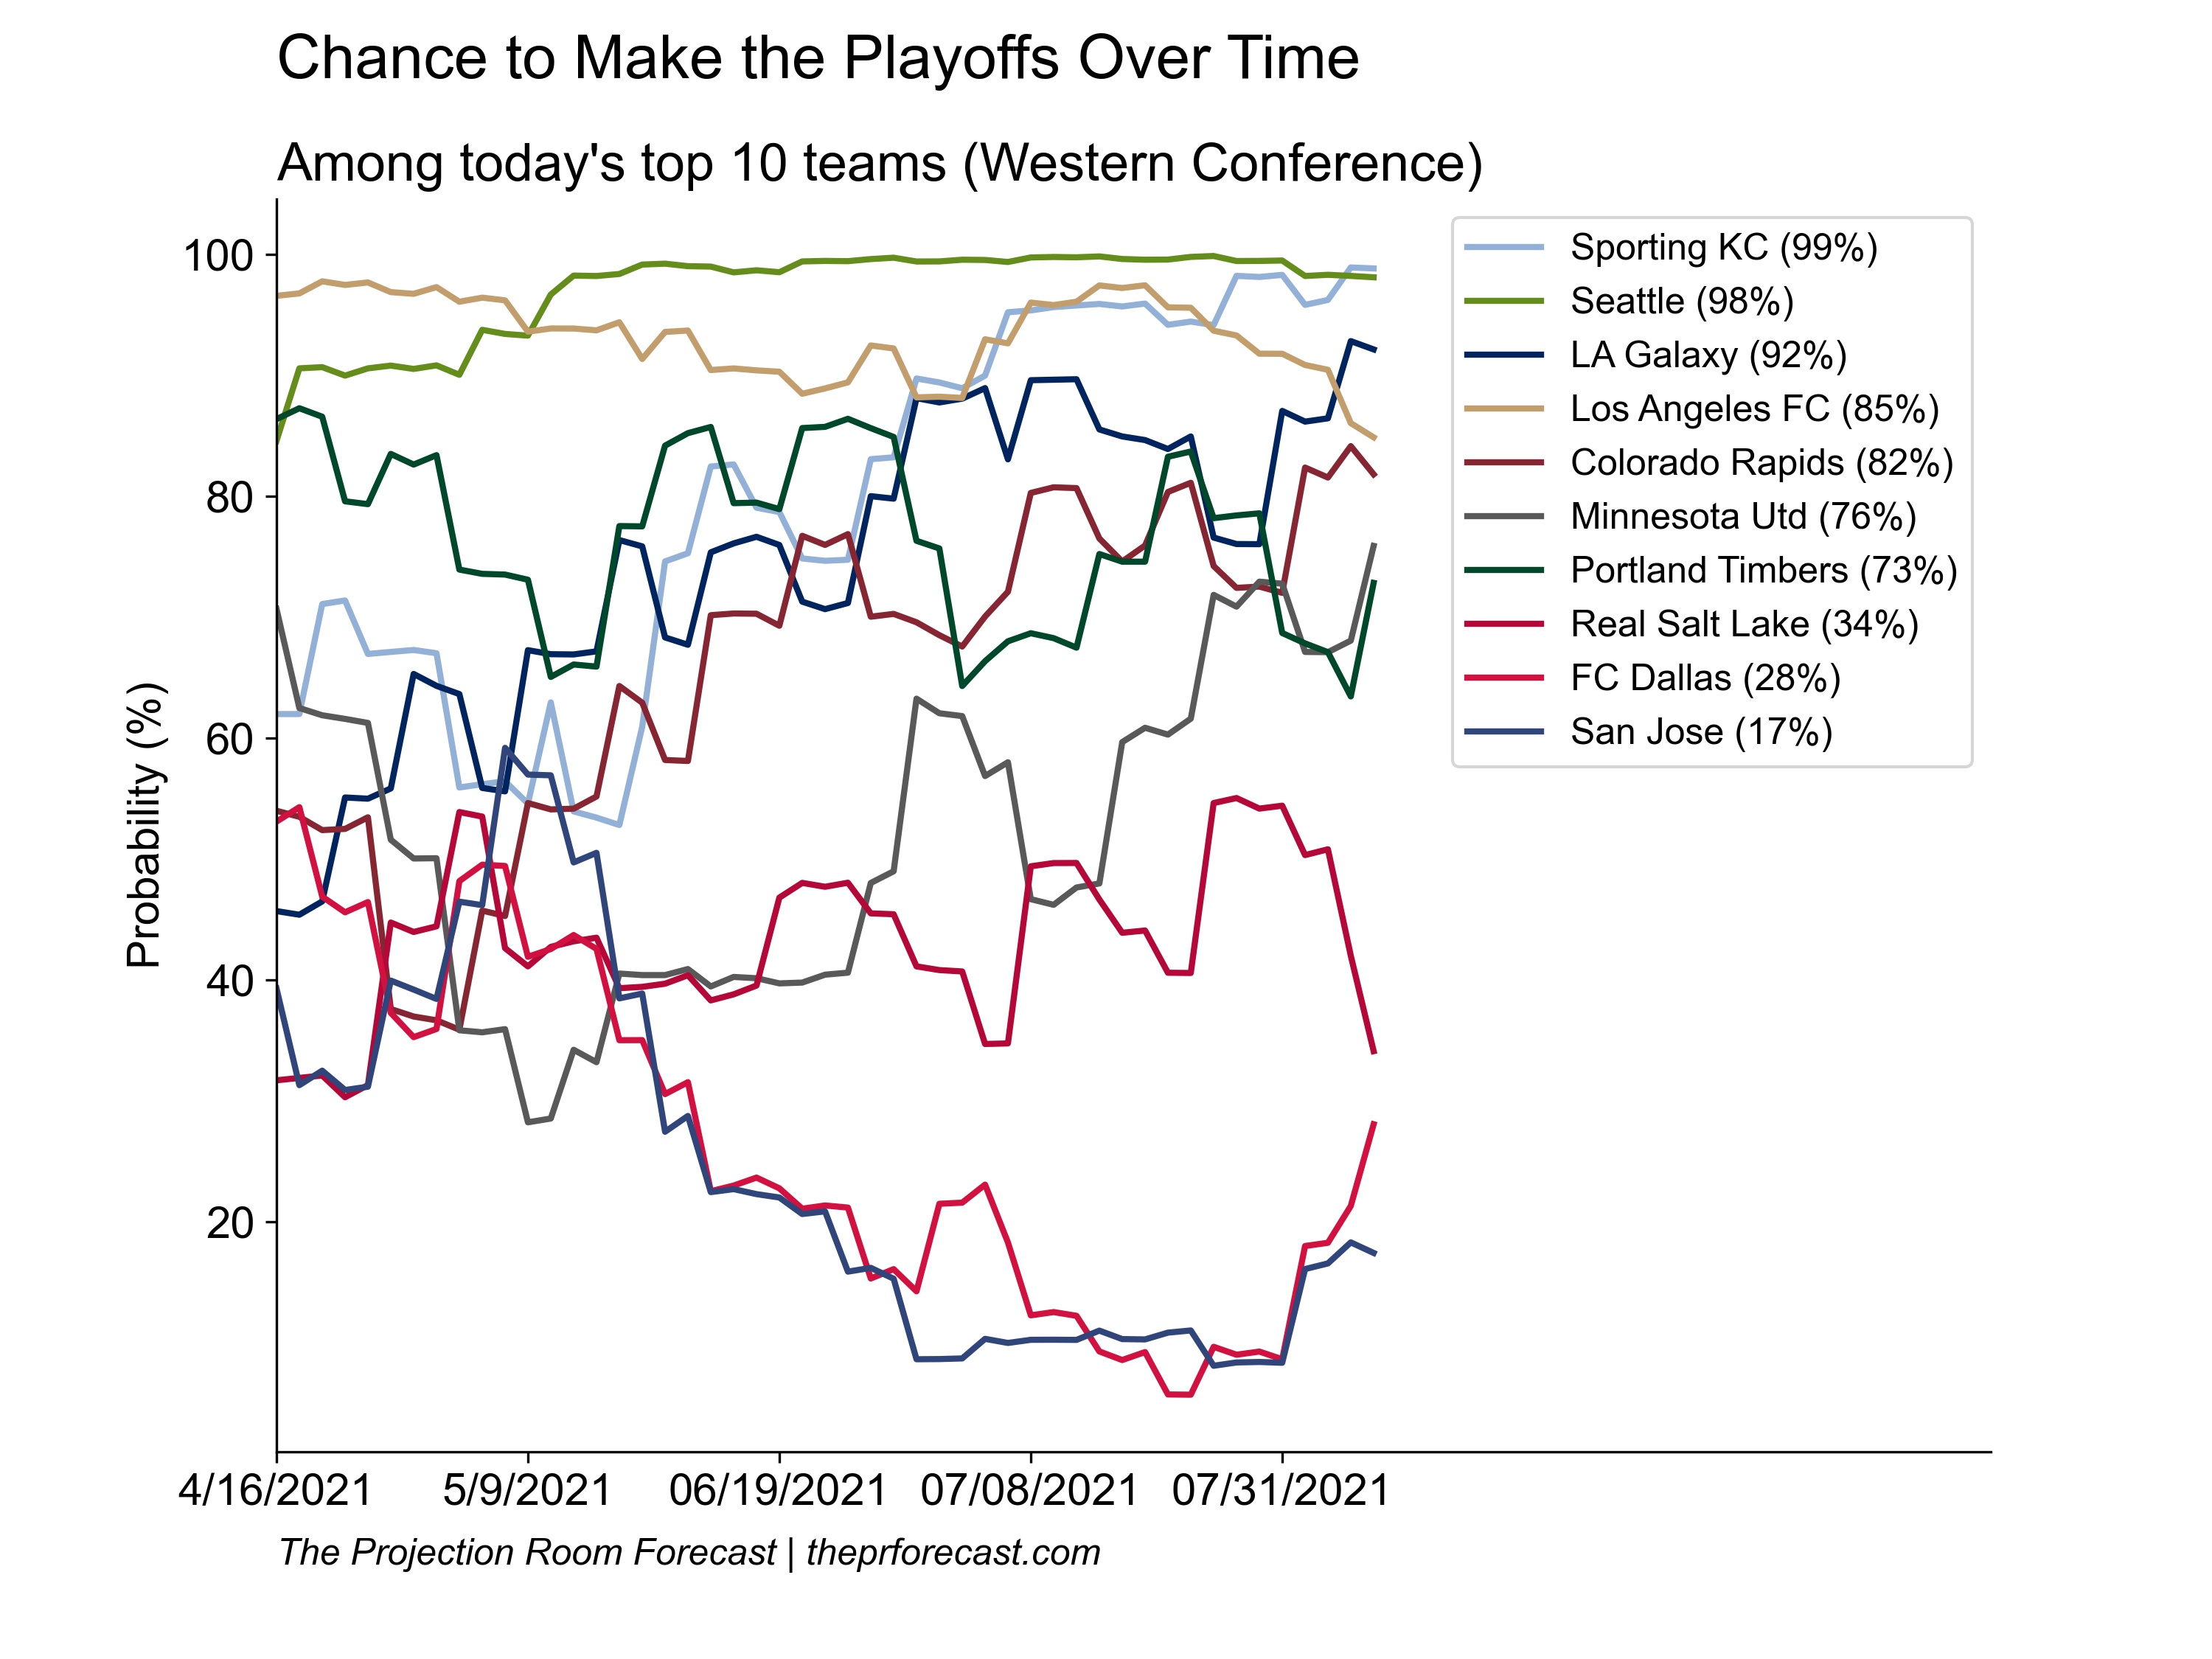 Chance to Make the Playoffs Over Time
Among today's top 10 teams (Western Conference)
100
80
60
40
20
Probability (%)
Sporting KC (99%)
Seattle (98%)
LA Galaxy (92%)
Los Angeles FC (85%)
Colorado Rapids (82%)
Minnesota Utd (76%)
Portland Timbers (73%)
Real Salt Lake (34%)
FC Dallas (28%)
San Jose (17%)
4/16/2021 5/9/2021 06/19/2021 07/08/2021 07/31/2021
The Projection Room Forecast | theprforecast.com